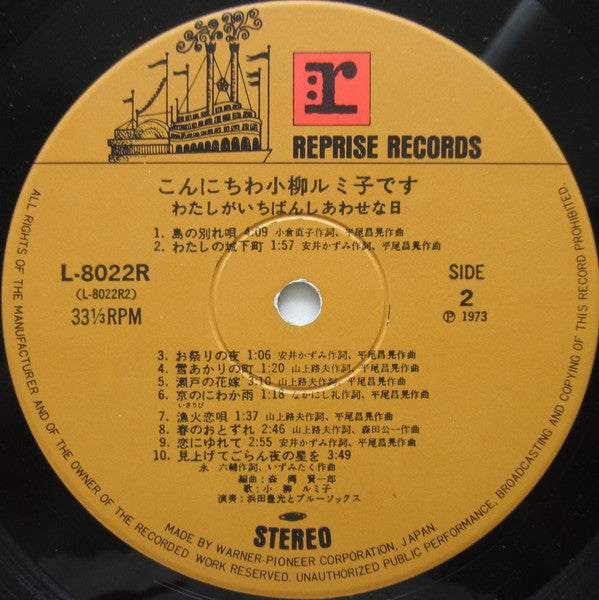 r
REPRISE RECORDS
こんにちわ小柳ルミ子です
わたしがいちばんしあわせな日
1. 島の別れ唄 4:09 小倉直子作詞、平尾昌晃作曲
2. わたしの城下町 1:57 安井かずみ作詞、平尾昌晃作曲
L-8022R
(L-8022R2)
33⅓RPM
SIDE
2
Ⓟ 1973
3. お祭りの夜 1:06 安井かずみ作詞、平尾昌晃作曲
4. 雪あかりの町 1:20 山上路夫作詞、平尾昌晃作曲
5. 瀬戸の花嫁 3:10 山上路夫作詞、平尾昌晃作曲
6. 京のにわか雨 1:18 なかにし礼作詞、平尾昌晃作曲
いさりび
7. 漁火恋唄 1:37 山上路夫作詞、平尾昌晃作曲
8. 春のおとずれ 2:46 山上路夫作詞、森田公一作曲
9. 恋にゆれて 2:55 安井かずみ作詞、平尾昌晃作曲
10. 見上げてごらん夜の星を 3:49
永 六輔作詞、いずみたく作曲
編曲：森岡賢一郎
歌：小柳 ルミ子
演奏：浜田豊光とブルーソックス
STEREO
ALL RIGHTS OF THE MANUFACTURER AND OF THE OWNER OF THE RECORDED WORK RESERVED. UNAUTHORIZED PUBLIC PERFORMANCE, BROADCASTING AND COPYING OF THIS RECORD PROHIBITED.
MADE BY WARNER-PIONEER CORPORATION, JAPAN.